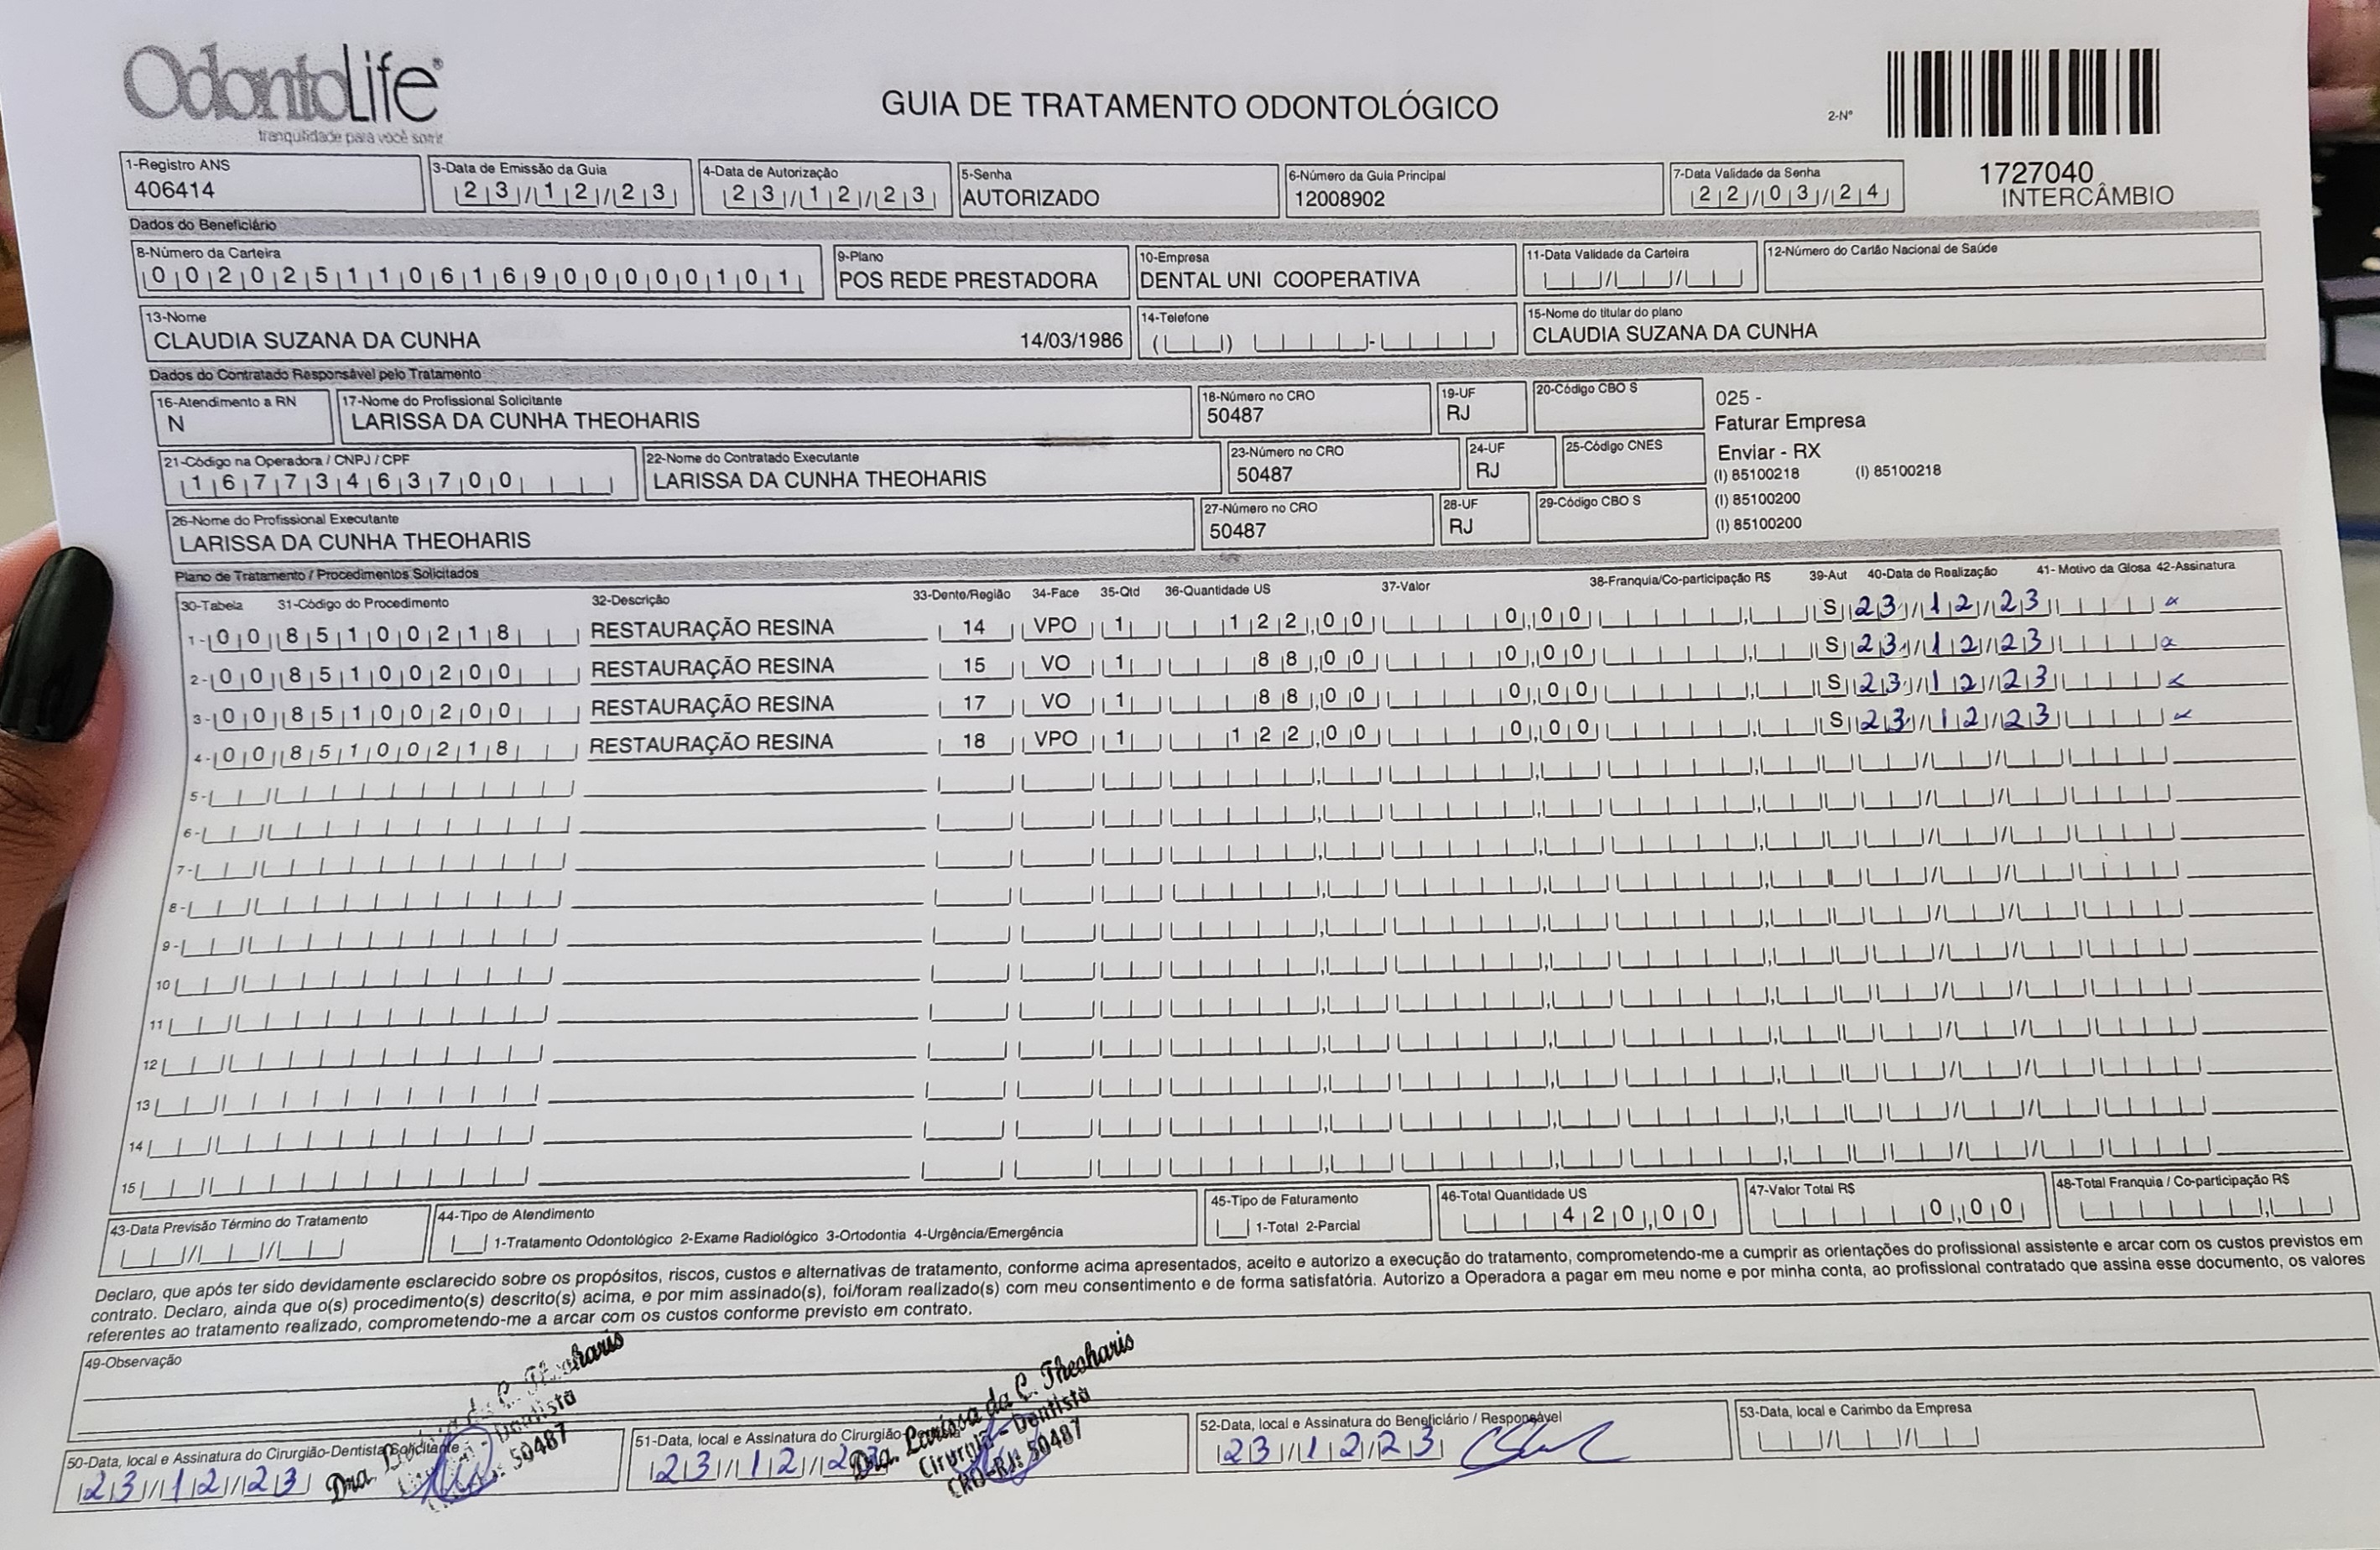 OdontoLife®
tranquilidade para você sorrir
GUIA DE TRATAMENTO ODONTOLÓGICO
2-Nº
1727040
INTERCÂMBIO
1-Registro ANS
406414
3-Data de Emissão da Guia
23/12/23
4-Data de Autorização
23/12/23
5-Senha
AUTORIZADO
6-Número da Guia Principal
12008902
7-Data Validade da Senha
22/03/24
Dados do Beneficiário
8-Número da Carteira
002025110616900000101
9-Plano
POS REDE PRESTADORA
10-Empresa
DENTAL UNI COOPERATIVA
11-Data Validade da Carteira
12-Número do Cartão Nacional de Saúde
13-Nome
CLAUDIA SUZANA DA CUNHA 14/03/1986
14-Telefone
15-Nome do titular do plano
CLAUDIA SUZANA DA CUNHA
Dados do Contratado Responsável pelo Tratamento
16-Atendimento a RN
N
17-Nome do Profissional Solicitante
LARISSA DA CUNHA THEOHARIS
18-Número no CRO
50487
19-UF
RJ
20-Código CBO S
025 -
Faturar Empresa
Enviar - RX
(I) 85100218 (I) 85100218
(I) 85100200
(I) 85100200
21-Código na Operadora / CNPJ / CPF
16773463700
22-Nome do Contratado Executante
LARISSA DA CUNHA THEOHARIS
23-Número no CRO
50487
24-UF
RJ
25-Código CNES
26-Nome do Profissional Executante
LARISSA DA CUNHA THEOHARIS
27-Número no CRO
50487
28-UF
RJ
29-Código CBO S
Plano de Tratamento / Procedimentos Solicitados
30-Tabela 31-Código do Procedimento 32-Descrição 33-Dente/Região 34-Face 35-Qtd 36-Quantidade US 37-Valor 38-Franquia/Co-participação R$ 39-Aut 40-Data de Realização 41- Motivo da Glosa 42-Assinatura
1- 00 85100218 RESTAURAÇÃO RESINA 14 VPO 1 122,00 0,00 S 23/12/23
2- 00 85100200 RESTAURAÇÃO RESINA 15 VO 1 88,00 0,00 S 23/12/23
3- 00 85100200 RESTAURAÇÃO RESINA 17 VO 1 88,00 0,00 S 23/12/23
4- 00 85100218 RESTAURAÇÃO RESINA 18 VPO 1 122,00 0,00 S 23/12/23
5-
6-
7-
8-
9-
10
11
12
13
14
15
43-Data Previsão Término do Tratamento
44-Tipo de Atendimento
1-Tratamento Odontológico 2-Exame Radiológico 3-Ortodontia 4-Urgência/Emergência
45-Tipo de Faturamento
1-Total 2-Parcial
46-Total Quantidade US
420,00
47-Valor Total R$
0,00
48-Total Franquia / Co-participação R$
Declaro, que após ter sido devidamente esclarecido sobre os propósitos, riscos, custos e alternativas de tratamento, conforme acima apresentados, aceito e autorizo a execução do tratamento, comprometendo-me a cumprir as orientações do profissional assistente e arcar com os custos previstos em
contrato. Declaro, ainda que o(s) procedimento(s) descrito(s) acima, e por mim assinado(s), foi/foram realizado(s) com meu consentimento e de forma satisfatória. Autorizo a Operadora a pagar em meu nome e por minha conta, ao profissional contratado que assina esse documento, os valores
referentes ao tratamento realizado, comprometendo-me a arcar com os custos conforme previsto em contrato.
49-Observação
50-Data, local e Assinatura do Cirurgião-Dentista Solicitante
23/12/23
Dra. C. Theoharis
Dentista
50487
51-Data, local e Assinatura do Cirurgião
23/12/23
Dra. Larissa da C. Theoharis
Cirurgiã - Dentista
CRO-RJ: 50487
52-Data, local e Assinatura do Beneficiário / Responsável
23/12/23
53-Data, local e Carimbo da Empresa